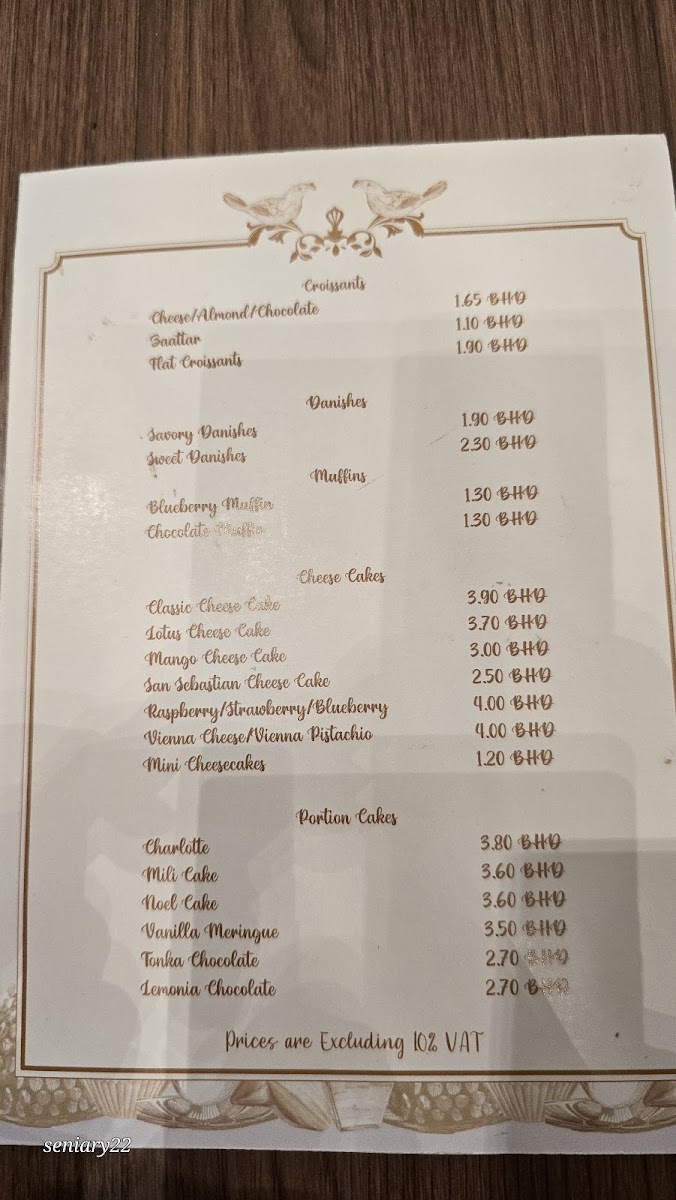 Croissants
Cheese/Almond/Chocolate 1.65 BHD
Zaattar 1.10 BHD
Flat Croissants 1.90 BHD
Danishes
Savory Danishes 1.90 BHD
Sweet Danishes 2.30 BHD
Muffins
Blueberry Muffin 1.30 BHD
Chocolate Muffin 1.30 BHD
Cheese Cakes
Classic Cheese Cake 3.90 BHD
Lotus Cheese Cake 3.70 BHD
Mango Cheese Cake 3.00 BHD
San Sebastian Cheese Cake 2.50 BHD
Raspberry/Strawberry/Blueberry 4.00 BHD
Vienna Cheese/Vienna Pistachio 4.00 BHD
Mini Cheesecakes 1.20 BHD
Portion Cakes
Charlotte 3.80 BHD
Mili Cake 3.60 BHD
Noel Cake 3.60 BHD
Vanilla Meringue 3.50 BHD
Tonka Chocolate 2.70 BHD
Lemonia Chocolate 2.70 BHD
Prices are Excluding 10% VAT
seniary22